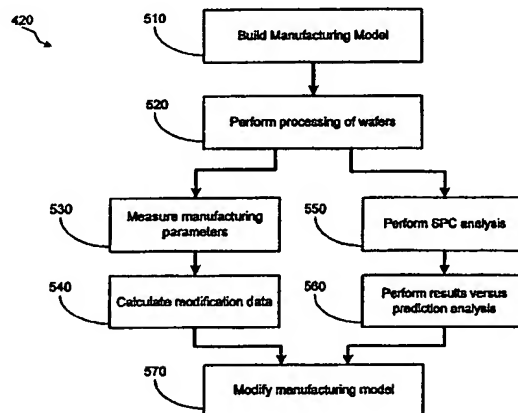 420
510
Build Manufacturing Model
520
Perform processing of wafers
530
Measure manufacturing
parameters
550
Perform SPC analysis
540
Calculate modification data
560
Perform results versus
prediction analysis
570
Modify manufacturing model